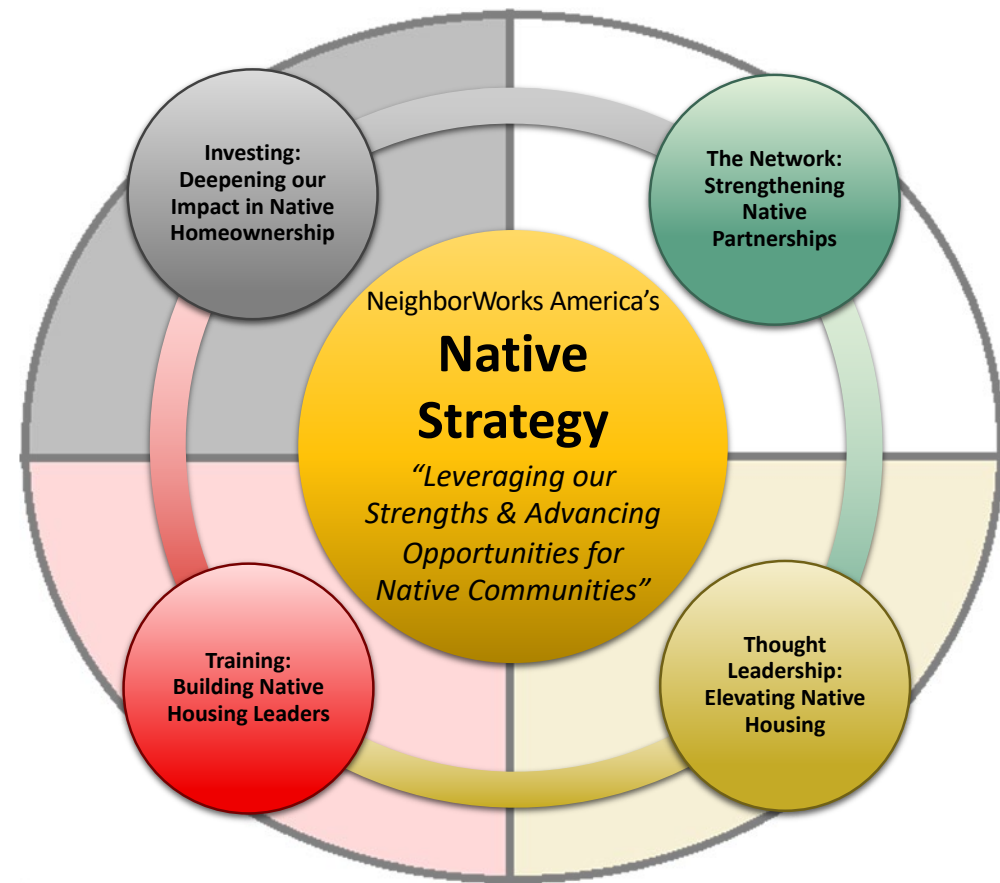 Investing:
Deepening our
Impact in Native
Homeownership
The Network:
Strengthening
Native
Partnerships
NeighborWorks America’s
Native
Strategy
“Leveraging our
Strengths & Advancing
Opportunities for
Native Communities”
Training:
Building Native
Housing Leaders
Thought
Leadership:
Elevating Native
Housing